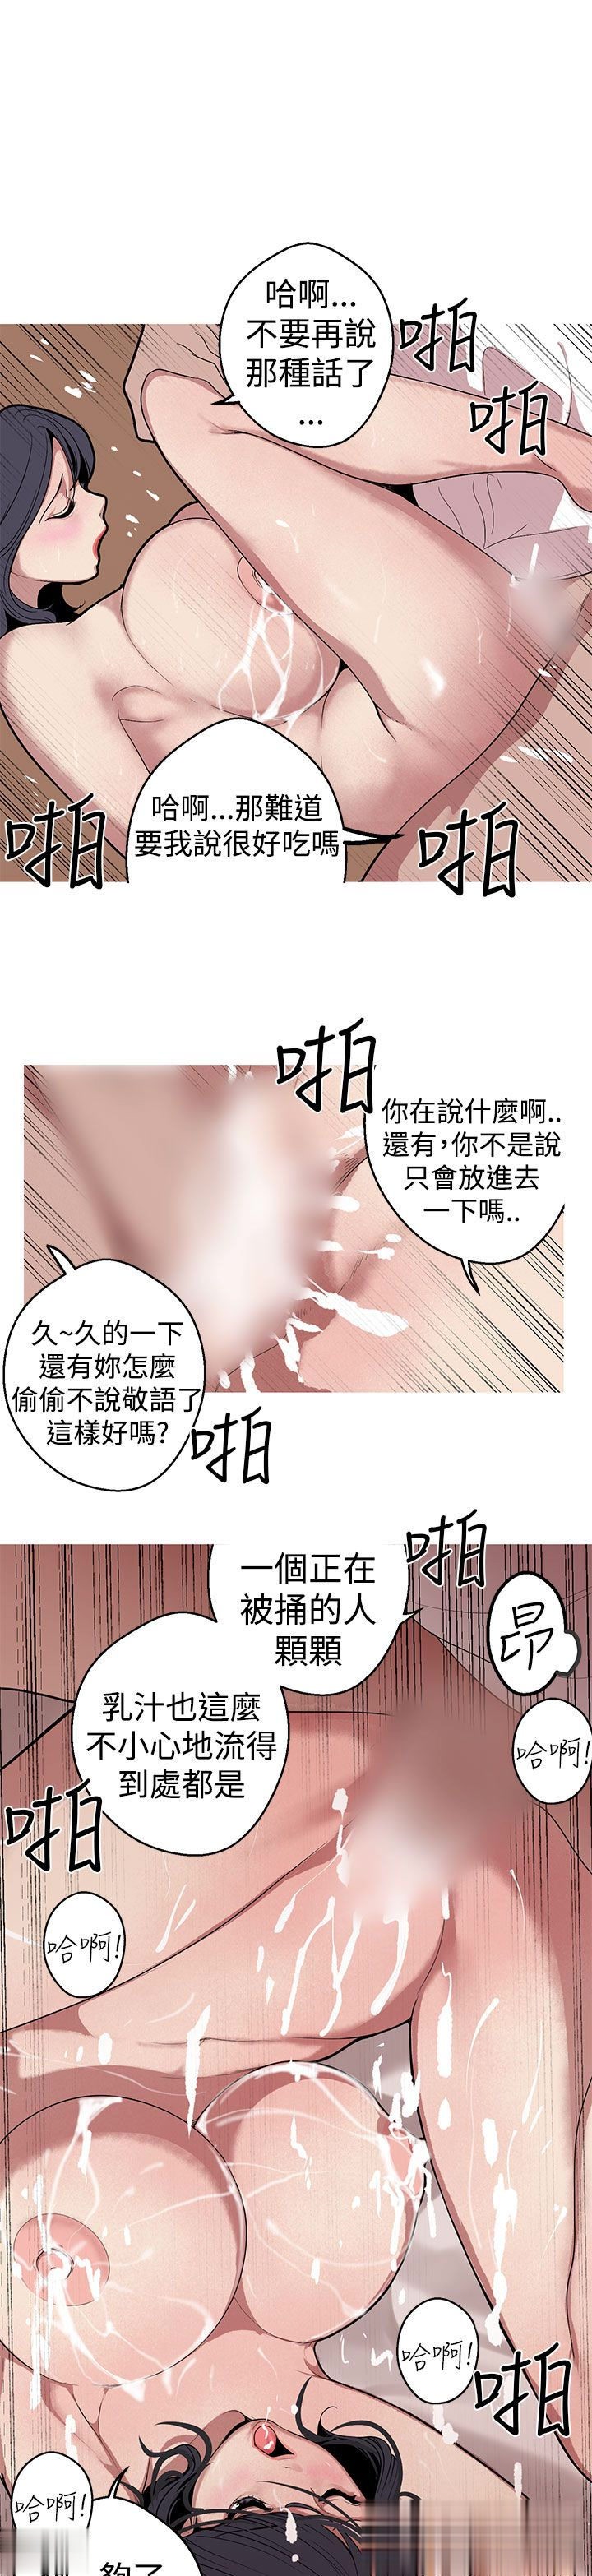 哈啊...
不要再說
那種話了
...
啪
啪
哈啊...那難道
要我說很好吃嗎
啪
啪
啪
你在說什麼啊..
還有,你不是說
只會放進去
一下嗎..
久~久的一下
還有妳怎麼
偷偷不說敬語了
這樣好嗎?
啪
啪
一個正在
被捅的人
顆顆
昂
乳汁也這麼
不小心地流得
到處都是
哈啊!
啪
哈啊!
哈啊!
啪
哈啊!
夠了